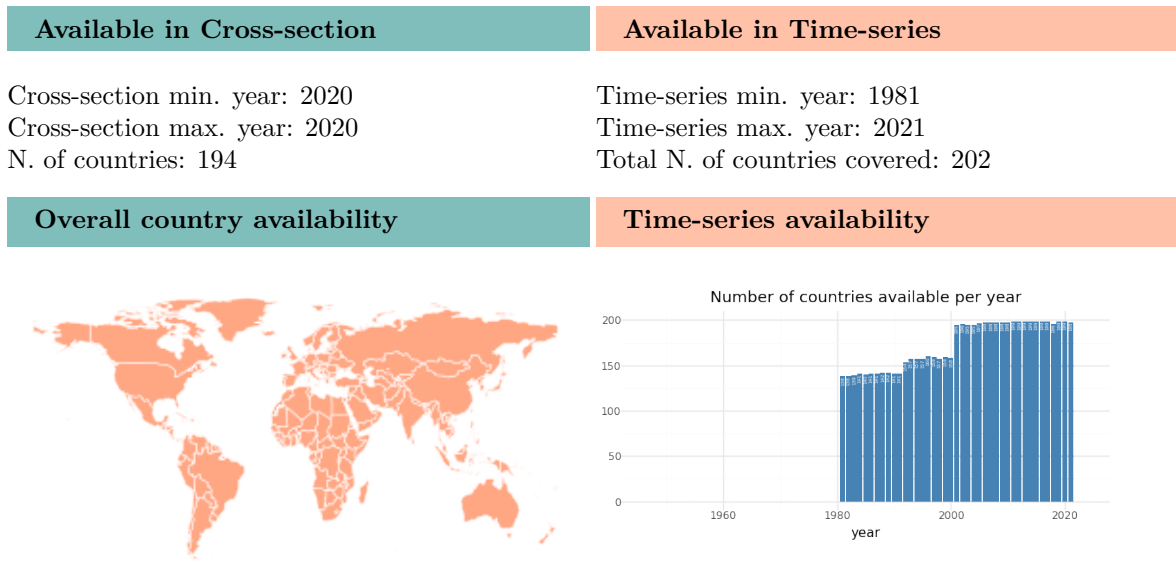 Available in Cross-section
Available in Time-series
Cross-section min. year: 2020
Cross-section max. year: 2020
N. of countries: 194
Time-series min. year: 1981
Time-series max. year: 2021
Total N. of countries covered: 202
Overall country availability
Time-series availability
Number of countries available per year
200
150
100
50
0
1960
1980
2000
2020
year